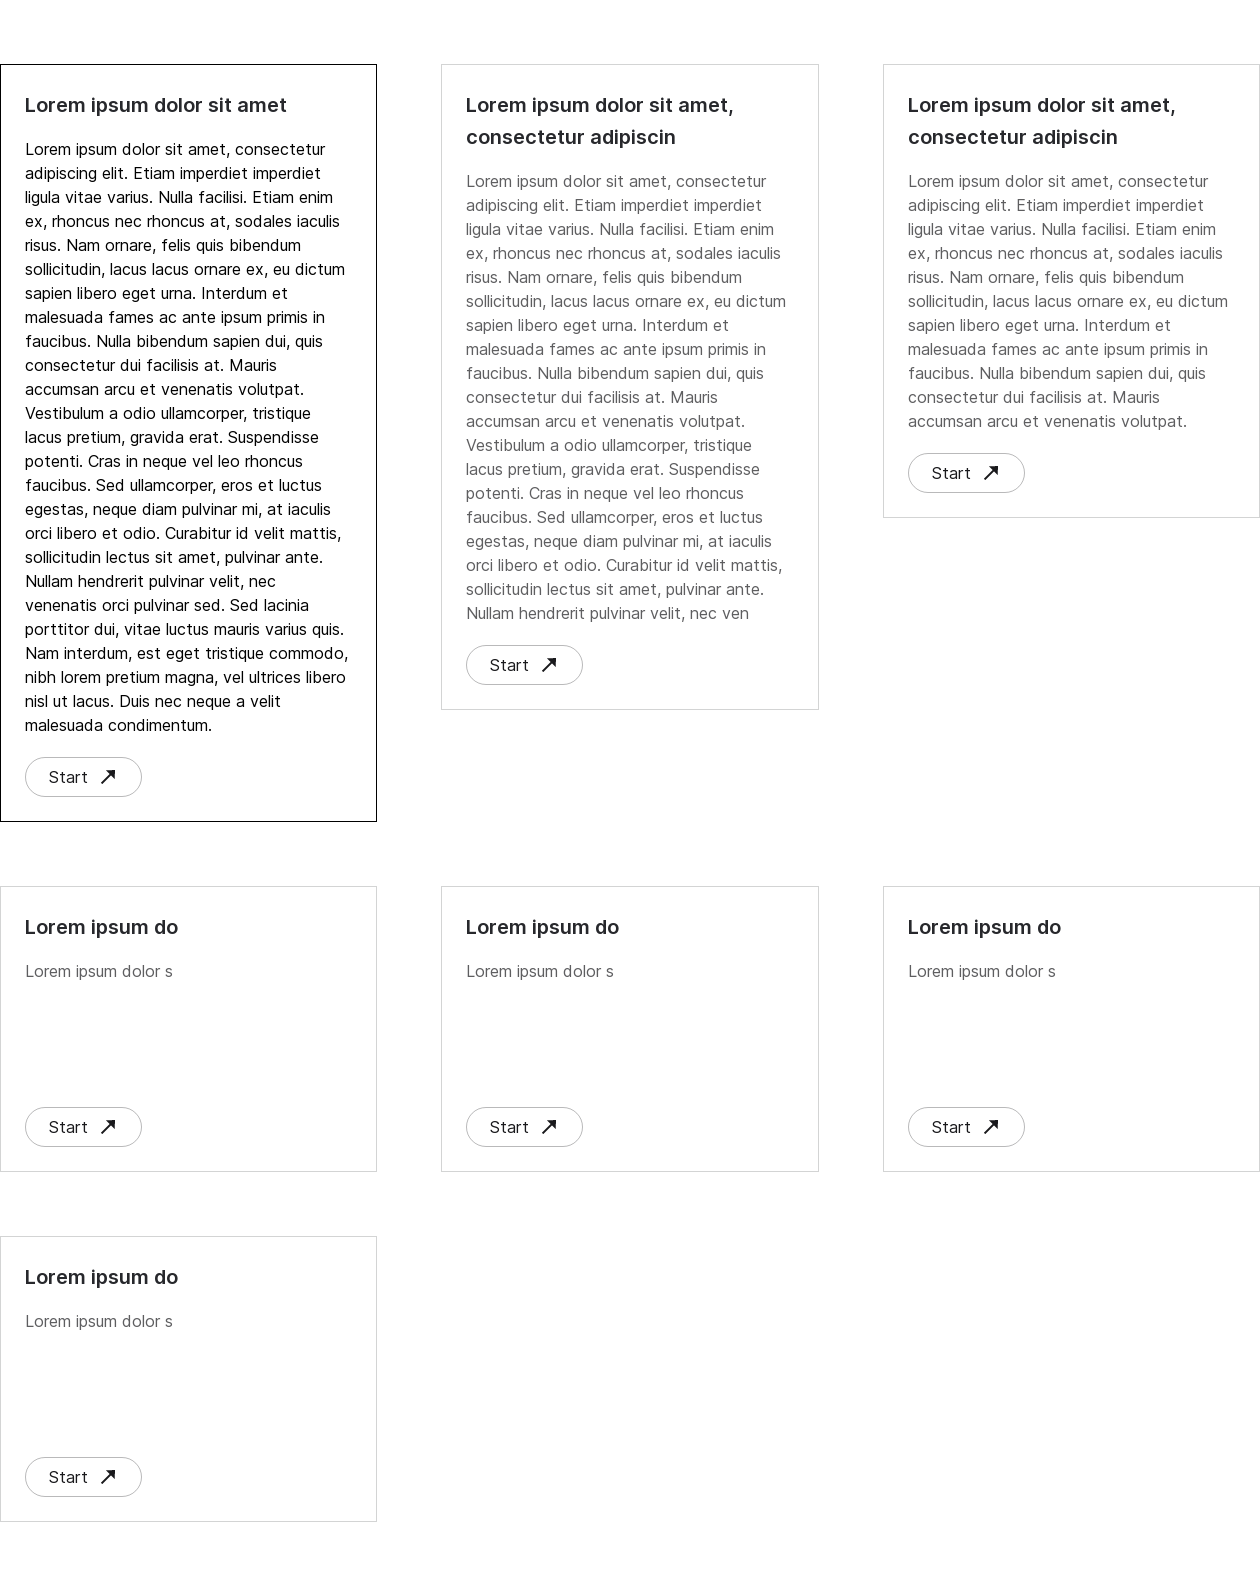 Lorem ipsum dolor sit amet
Lorem ipsum dolor sit amet, consectetur
adipiscing elit. Etiam imperdiet imperdiet
ligula vitae varius. Nulla facilisi. Etiam enim
ex, rhoncus nec rhoncus at, sodales iaculis
risus. Nam ornare, felis quis bibendum
sollicitudin, lacus lacus ornare ex, eu dictum
sapien libero eget urna. Interdum et
malesuada fames ac ante ipsum primis in
faucibus. Nulla bibendum sapien dui, quis
consectetur dui facilisis at. Mauris
accumsan arcu et venenatis volutpat.
Vestibulum a odio ullamcorper, tristique
lacus pretium, gravida erat. Suspendisse
potenti. Cras in neque vel leo rhoncus
faucibus. Sed ullamcorper, eros et luctus
egestas, neque diam pulvinar mi, at iaculis
orci libero et odio. Curabitur id velit mattis,
sollicitudin lectus sit amet, pulvinar ante.
Nullam hendrerit pulvinar velit, nec
venenatis orci pulvinar sed. Sed lacinia
porttitor dui, vitae luctus mauris varius quis.
Nam interdum, est eget tristique commodo,
nibh lorem pretium magna, vel ultrices libero
nisl ut lacus. Duis nec neque a velit
malesuada condimentum.
Start
Lorem ipsum dolor sit amet,
consectetur adipiscin
Lorem ipsum dolor sit amet, consectetur
adipiscing elit. Etiam imperdiet imperdiet
ligula vitae varius. Nulla facilisi. Etiam enim
ex, rhoncus nec rhoncus at, sodales iaculis
risus. Nam ornare, felis quis bibendum
sollicitudin, lacus lacus ornare ex, eu dictum
sapien libero eget urna. Interdum et
malesuada fames ac ante ipsum primis in
faucibus. Nulla bibendum sapien dui, quis
consectetur dui facilisis at. Mauris
accumsan arcu et venenatis volutpat.
Vestibulum a odio ullamcorper, tristique
lacus pretium, gravida erat. Suspendisse
potenti. Cras in neque vel leo rhoncus
faucibus. Sed ullamcorper, eros et luctus
egestas, neque diam pulvinar mi, at iaculis
orci libero et odio. Curabitur id velit mattis,
sollicitudin lectus sit amet, pulvinar ante.
Nullam hendrerit pulvinar velit, nec ven
Start
Lorem ipsum dolor sit amet,
consectetur adipiscin
Lorem ipsum dolor sit amet, consectetur
adipiscing elit. Etiam imperdiet imperdiet
ligula vitae varius. Nulla facilisi. Etiam enim
ex, rhoncus nec rhoncus at, sodales iaculis
risus. Nam ornare, felis quis bibendum
sollicitudin, lacus lacus ornare ex, eu dictum
sapien libero eget urna. Interdum et
malesuada fames ac ante ipsum primis in
faucibus. Nulla bibendum sapien dui, quis
consectetur dui facilisis at. Mauris
accumsan arcu et venenatis volutpat.
Start
Lorem ipsum do
Lorem ipsum dolor s
Start
Lorem ipsum do
Lorem ipsum dolor s
Start
Lorem ipsum do
Lorem ipsum dolor s
Start
Lorem ipsum do
Lorem ipsum dolor s
Start